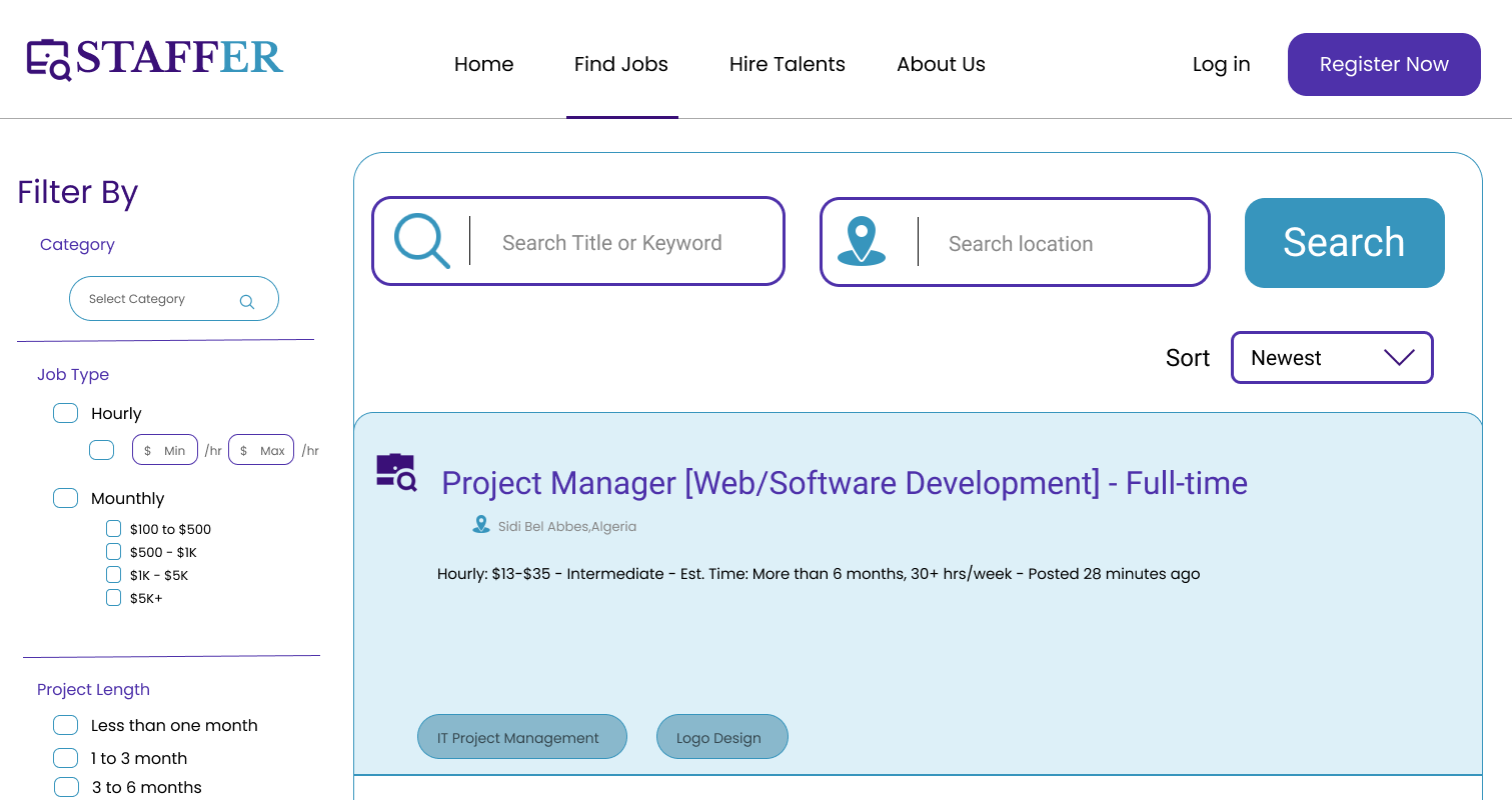 STAFFER
Home Find Jobs Hire Talents About Us Log in Register Now
Filter By
Category
Select Category
Job Type
Hourly
$ Min /hr $ Max /hr
Mounthly
$100 to $500
$500 - $1K
$1K - $5K
$5K+
Project Length
Less than one month
1 to 3 month
3 to 6 months
Search Title or Keyword Search location Search
Sort Newest
Project Manager [Web/Software Development] - Full-time
Sidi Bel Abbes,Algeria
Hourly: $13-$35 - Intermediate - Est. Time: More than 6 months, 30+ hrs/week - Posted 28 minutes ago
IT Project Management Logo Design